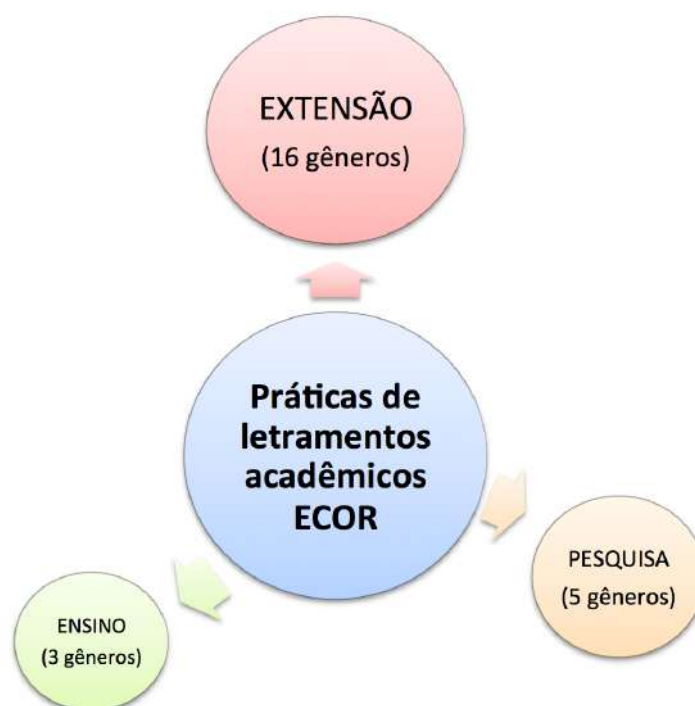 EXTENSÃO
(16 gêneros)
Práticas de
letramentos
acadêmicos
ECOR
PESQUISA
(5 gêneros)
ENSINO
(3 gêneros)